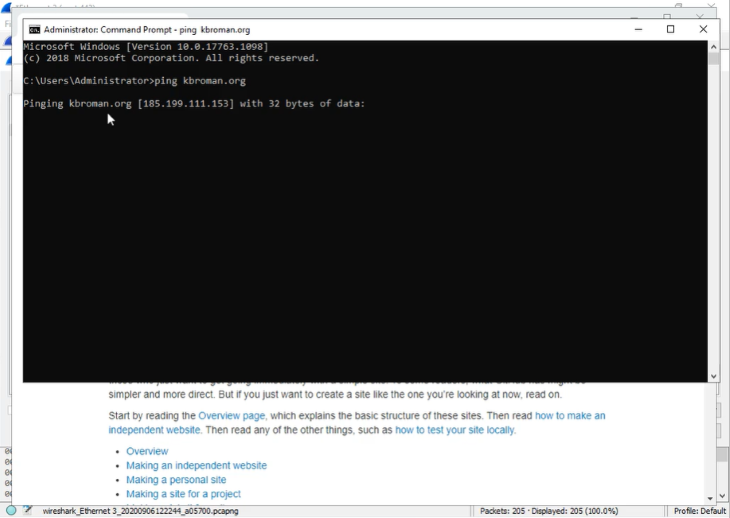 Administrator: Command Prompt - ping kbroman.org
Microsoft Windows [Version 10.0.17763.1098]
(c) 2018 Microsoft Corporation. All rights reserved.
C:\Users\Administrator>ping kbroman.org
Pinging kbroman.org [185.199.111.153] with 32 bytes of data:
simpler and more direct. But if you just want to create a site like the one you're looking at now, read on.
Start by reading the Overview page, which explains the basic structure of these sites. Then read how to make an
independent website. Then read any of the other things, such as how to test your site locally.
• Overview
• Making an independent website
• Making a personal site
• Making a site for a project
wireshark_Ethernet 3_20200906122244_a05700.pcapng
Packets: 205 · Displayed: 205 (100.0%)
Profile: Default